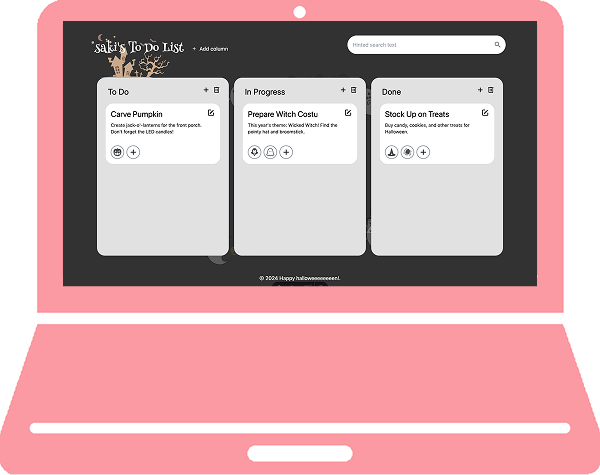 saki's To Do List
+ Add column
Hinted search text
To Do
In Progress
Done
Carve Pumpkin
Create jack-o'-lanterns for the front porch.
Don't forget the LED candles!
Prepare Witch Costu
This year's theme: Wicked Witch! Find the
pointy hat and broomstick.
Stock Up on Treats
Buy candy, cookies, and other treats for
Halloween.
© 2024 Happy halloweeeeeeen!.